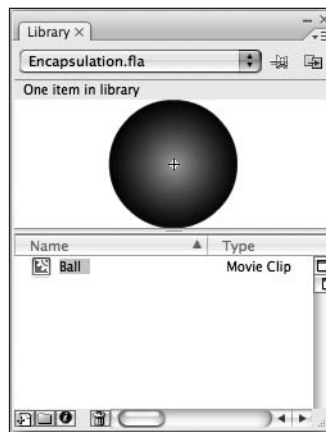 Library ×
Encapsulation.fla
One item in library
Name Type
Ball Movie Clip